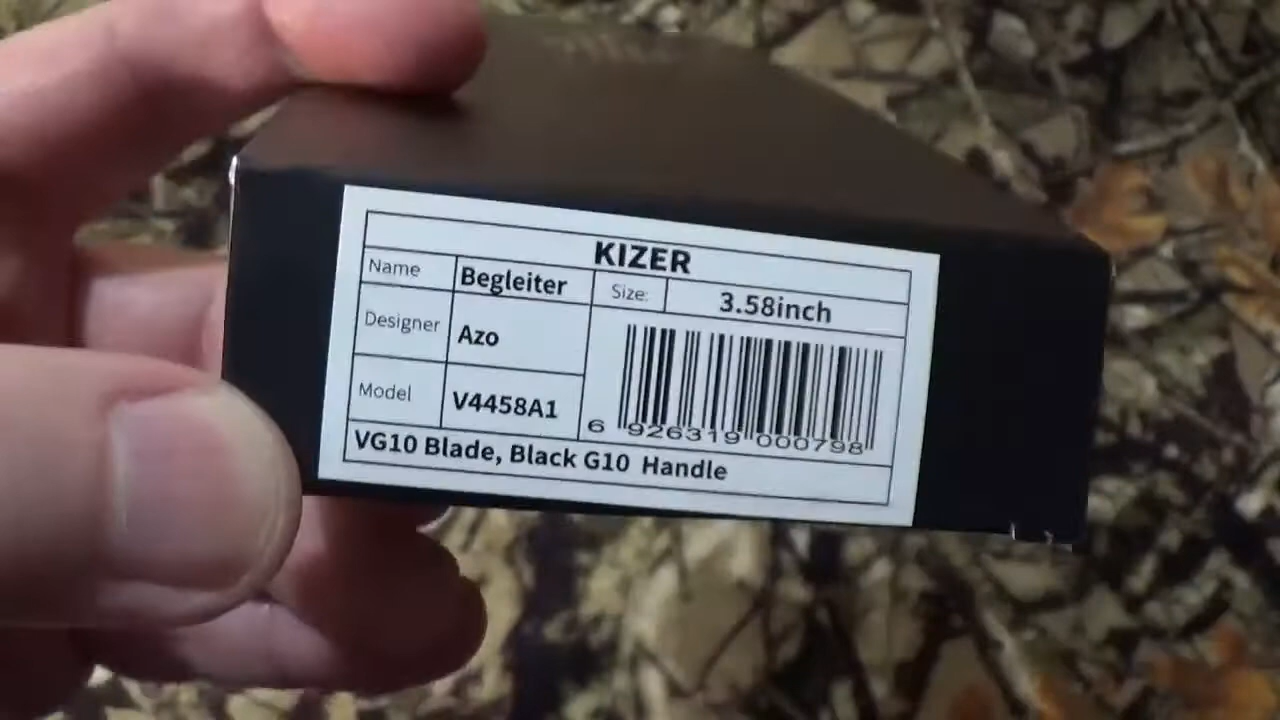 KIZER
Name Begleiter Size: 3.58inch
Designer Azo
Model V4458A1
6 926319 000798
VG10 Blade, Black G10 Handle